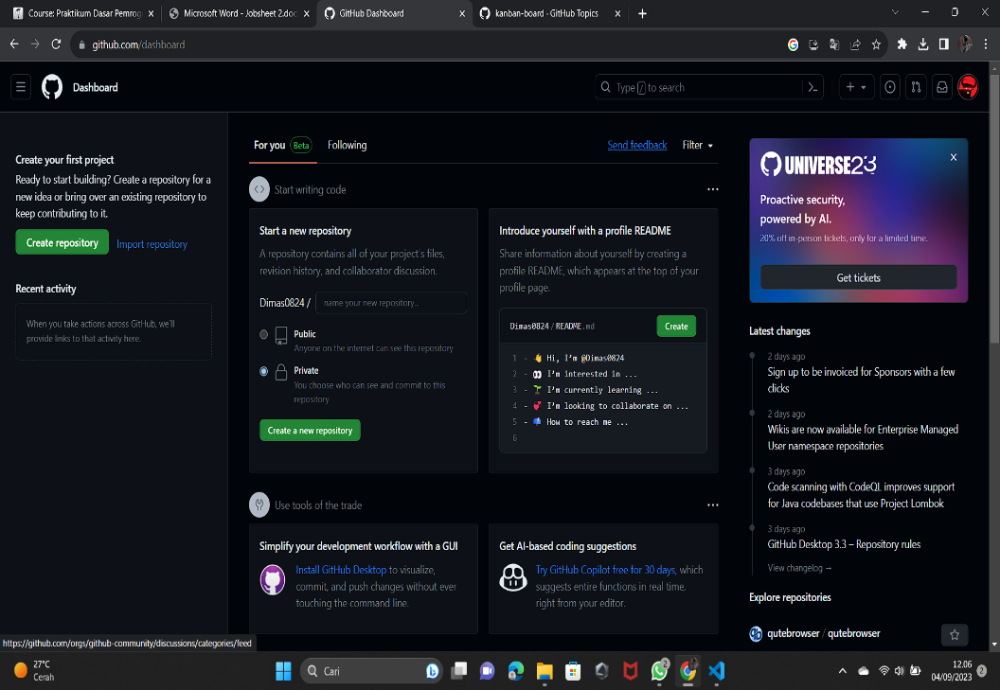 Course: Praktikum Dasar Pemrog
Microsoft Word - Jobsheet 2.doc
GitHub Dashboard
kanban-board · GitHub Topics
github.com/dashboard
Dashboard
Type / to search
Create your first project
Ready to start building? Create a repository for a
new idea or bring over an existing repository to
keep contributing to it.
Create repository
Import repository
Recent activity
When you take actions across GitHub, we'll
provide links to that activity here.
For you Beta
Following
Send feedback
Filter
Start writing code
Start a new repository
A repository contains all of your project's files,
revision history, and collaborator discussion.
Dimas0824 /
name your new repository...
Public
Anyone on the internet can see this repository
Private
You choose who can see and commit to this
repository
Create a new repository
Introduce yourself with a profile README
Share information about yourself by creating a
profile README, which appears at the top of your
profile page.
Dimas0824 / README.md
Create
1 - 👋 Hi, I'm @Dimas0824
2 - 👀 I'm interested in ...
3 - 🌱 I'm currently learning ...
4 - 💞️ I'm looking to collaborate on ...
5 - 📫 How to reach me ...
6
Use tools of the trade
Simplify your development workflow with a GUI
Install GitHub Desktop to visualize,
commit, and push changes without ever
touching the command line.
Get AI-based coding suggestions
Try GitHub Copilot free for 30 days, which
suggests entire functions in real time,
right from your editor.
UNIVERSE23
Proactive security,
powered by AI.
20% off in-person tickets, only for a limited time.
Get tickets
Latest changes
2 days ago
Sign up to be invoiced for Sponsors with a few
clicks
2 days ago
Wikis are now available for Enterprise Managed
User namespace repositories
3 days ago
Code scanning with CodeQL improves support
for Java codebases that use Project Lombok
3 days ago
GitHub Desktop 3.3 – Repository rules
View changelog →
Explore repositories
qutebrowser / qutebrowser
https://github.com/orgs/github-community/discussions/categories/feed
27°C
Cerah
Cari
2
12.06
04/09/2023
2